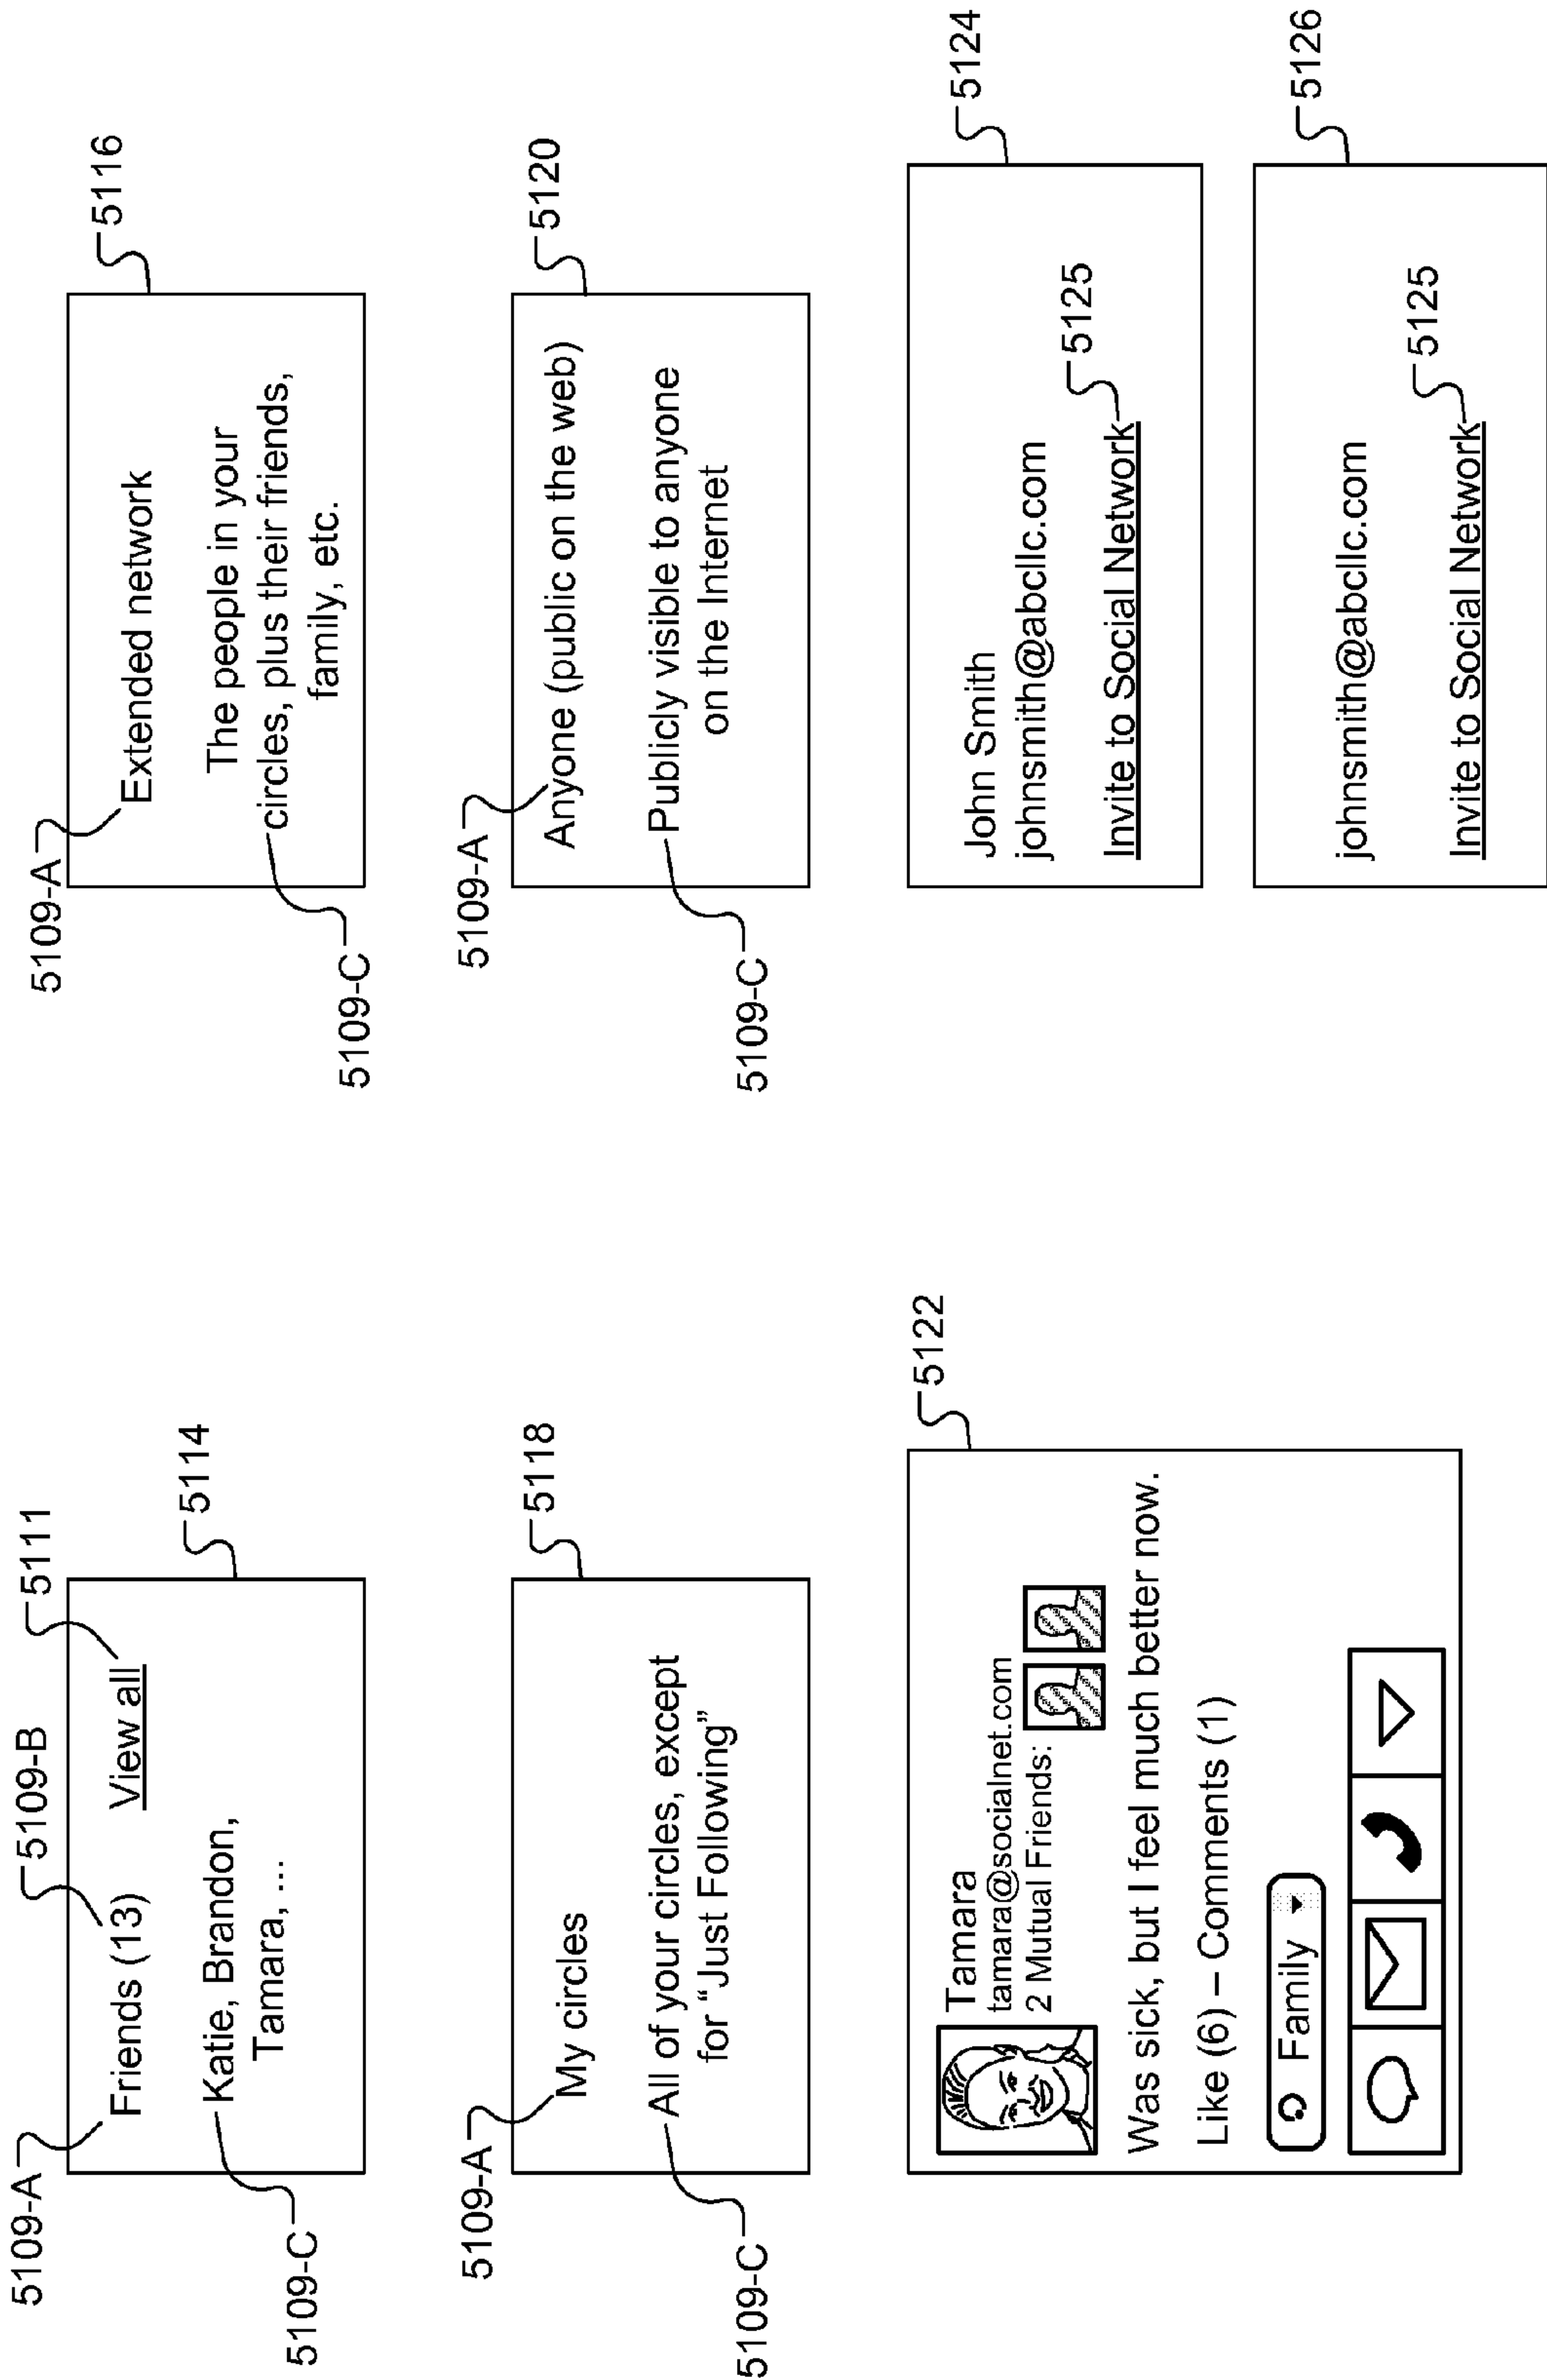 5109-A
5109-B
5111
Friends (13)
View all
5114
Katie, Brandon,
Tamara, ...
5109-C
5109-A
Extended network
5116
The people in your
circles, plus their friends,
family, etc.
5109-C
5109-A
My circles
5118
All of your circles, except
for “Just Following”
5109-C
5109-A
Anyone (public on the web)
5120
Publicly visible to anyone
on the Internet
5109-C
5122
Tamara
tamara@socialnet.com
2 Mutual Friends:
Was sick, but I feel much better now.
Like (6) – Comments (1)
Family
5124
John Smith
johnsmith@abcllc.com
5125
Invite to Social Network
5126
johnsmith@abcllc.com
5125
Invite to Social Network